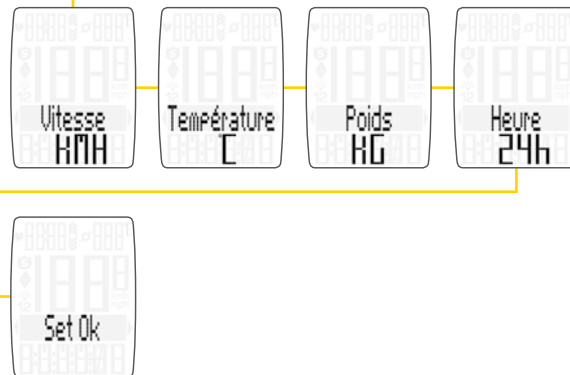 Vitesse
KMH
Température
C
Poids
KG
Heure
24h
Set Ok